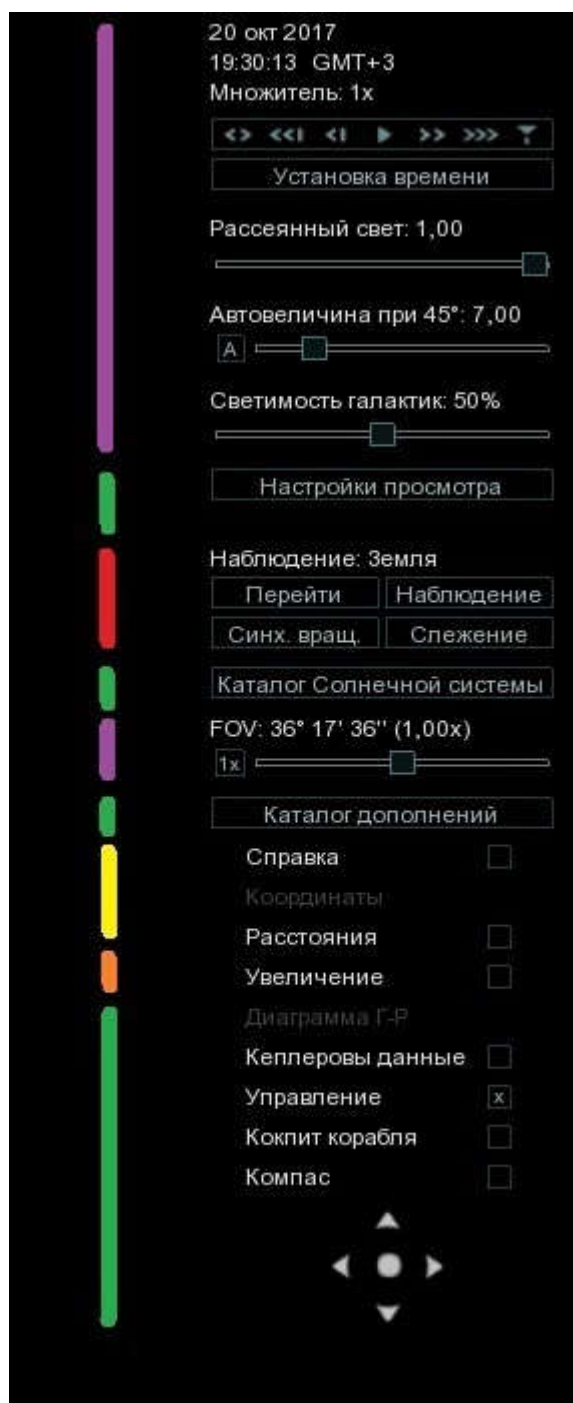 20 окт 2017
19:30:13 GMT+3
Множитель: 1x
Установка времени
Рассеянный свет: 1,00
Автовеличина при 45°: 7,00
A
Светимость галактик: 50%
Настройки просмотра
Наблюдение: Земля
Перейти Наблюдение
Синх. вращ. Слежение
Каталог Солнечной системы
FOV: 36° 17' 36'' (1,00x)
1x
Каталог дополнений
Справка
Координаты
Расстояния
Увеличение
Диаграмма Г-Р
Кеплеровы данные
Управление x
Кокпит корабля
Компас